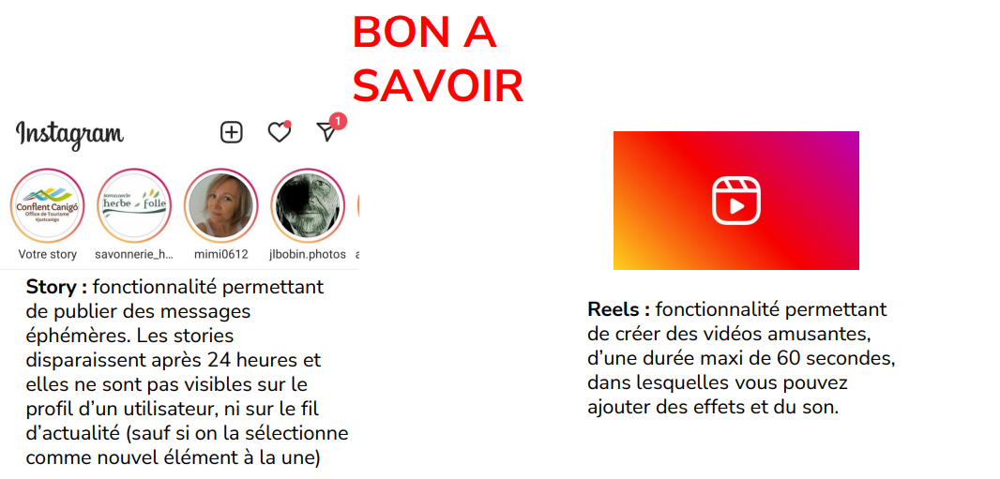 BON A
SAVOIR
Instagram
1
Conflent Canigó
Office de Tourisme
#justcanigo
savonnerie
herbe folle
Votre story
savonnerie_h...
mimi0612
jlbobin.photos
a
Story : fonctionnalité permettant
de publier des messages
éphémères. Les stories
disparaissent après 24 heures et
elles ne sont pas visibles sur le
profil d’un utilisateur, ni sur le fil
d’actualité (sauf si on la sélectionne
comme nouvel élément à la une)
Reels : fonctionnalité permettant
de créer des vidéos amusantes,
d’une durée maxi de 60 secondes,
dans lesquelles vous pouvez
ajouter des effets et du son.